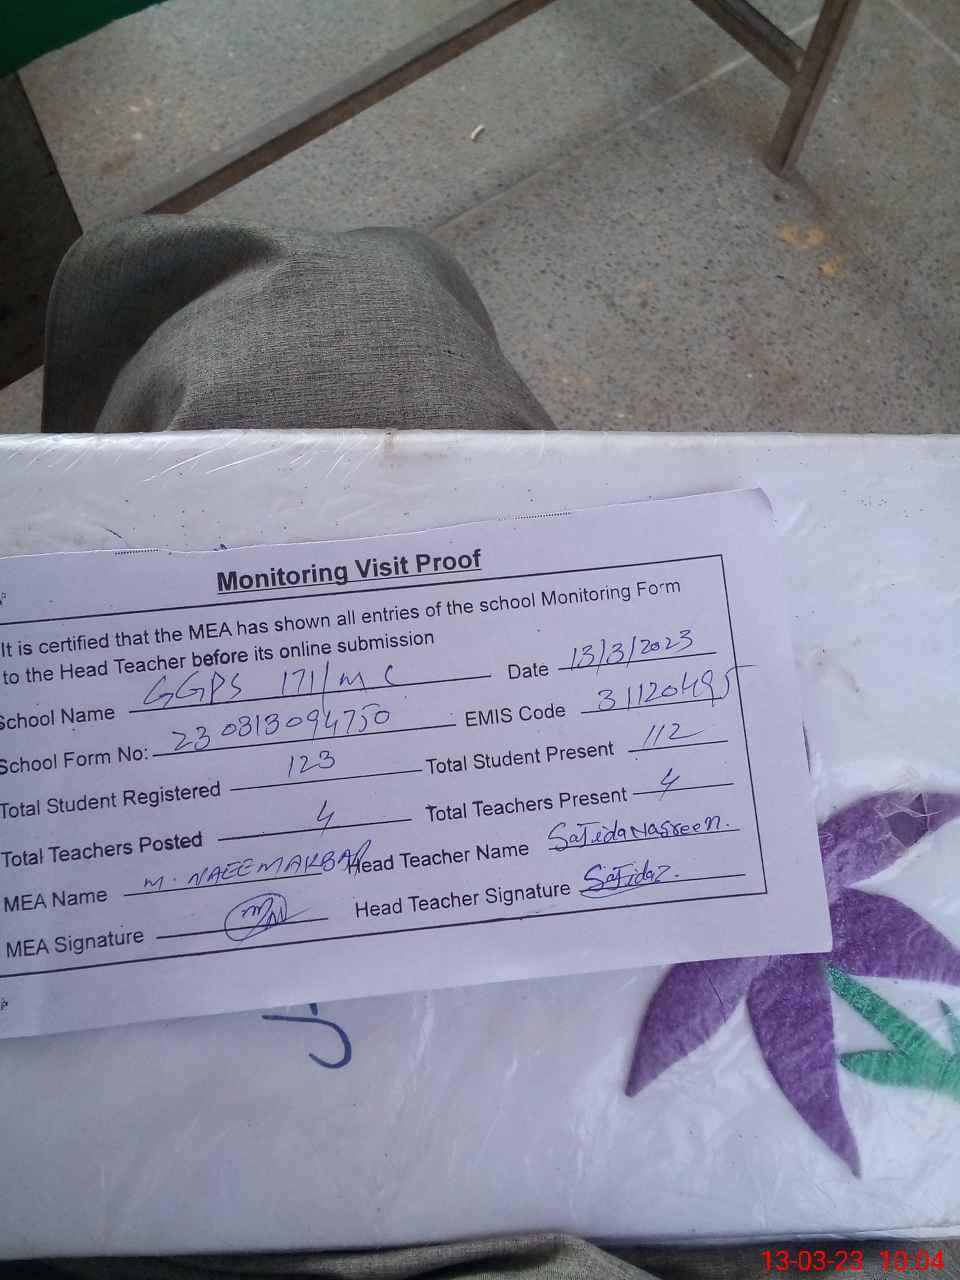 Monitoring Visit Proof
It is certified that the MEA has shown all entries of the school Monitoring Form
to the Head Teacher before its online submission
School Name GGPS 171/M C Date 13/3/2023
School Form No: 230313094750 EMIS Code 31120495
Total Student Registered 123 Total Student Present 112
Total Teachers Posted 4 Total Teachers Present 4
MEA Name M. NAEEM AKBAR Head Teacher Name Sajida Nasreen.
MEA Signature Head Teacher Signature Sajida
13-03-23 10:04